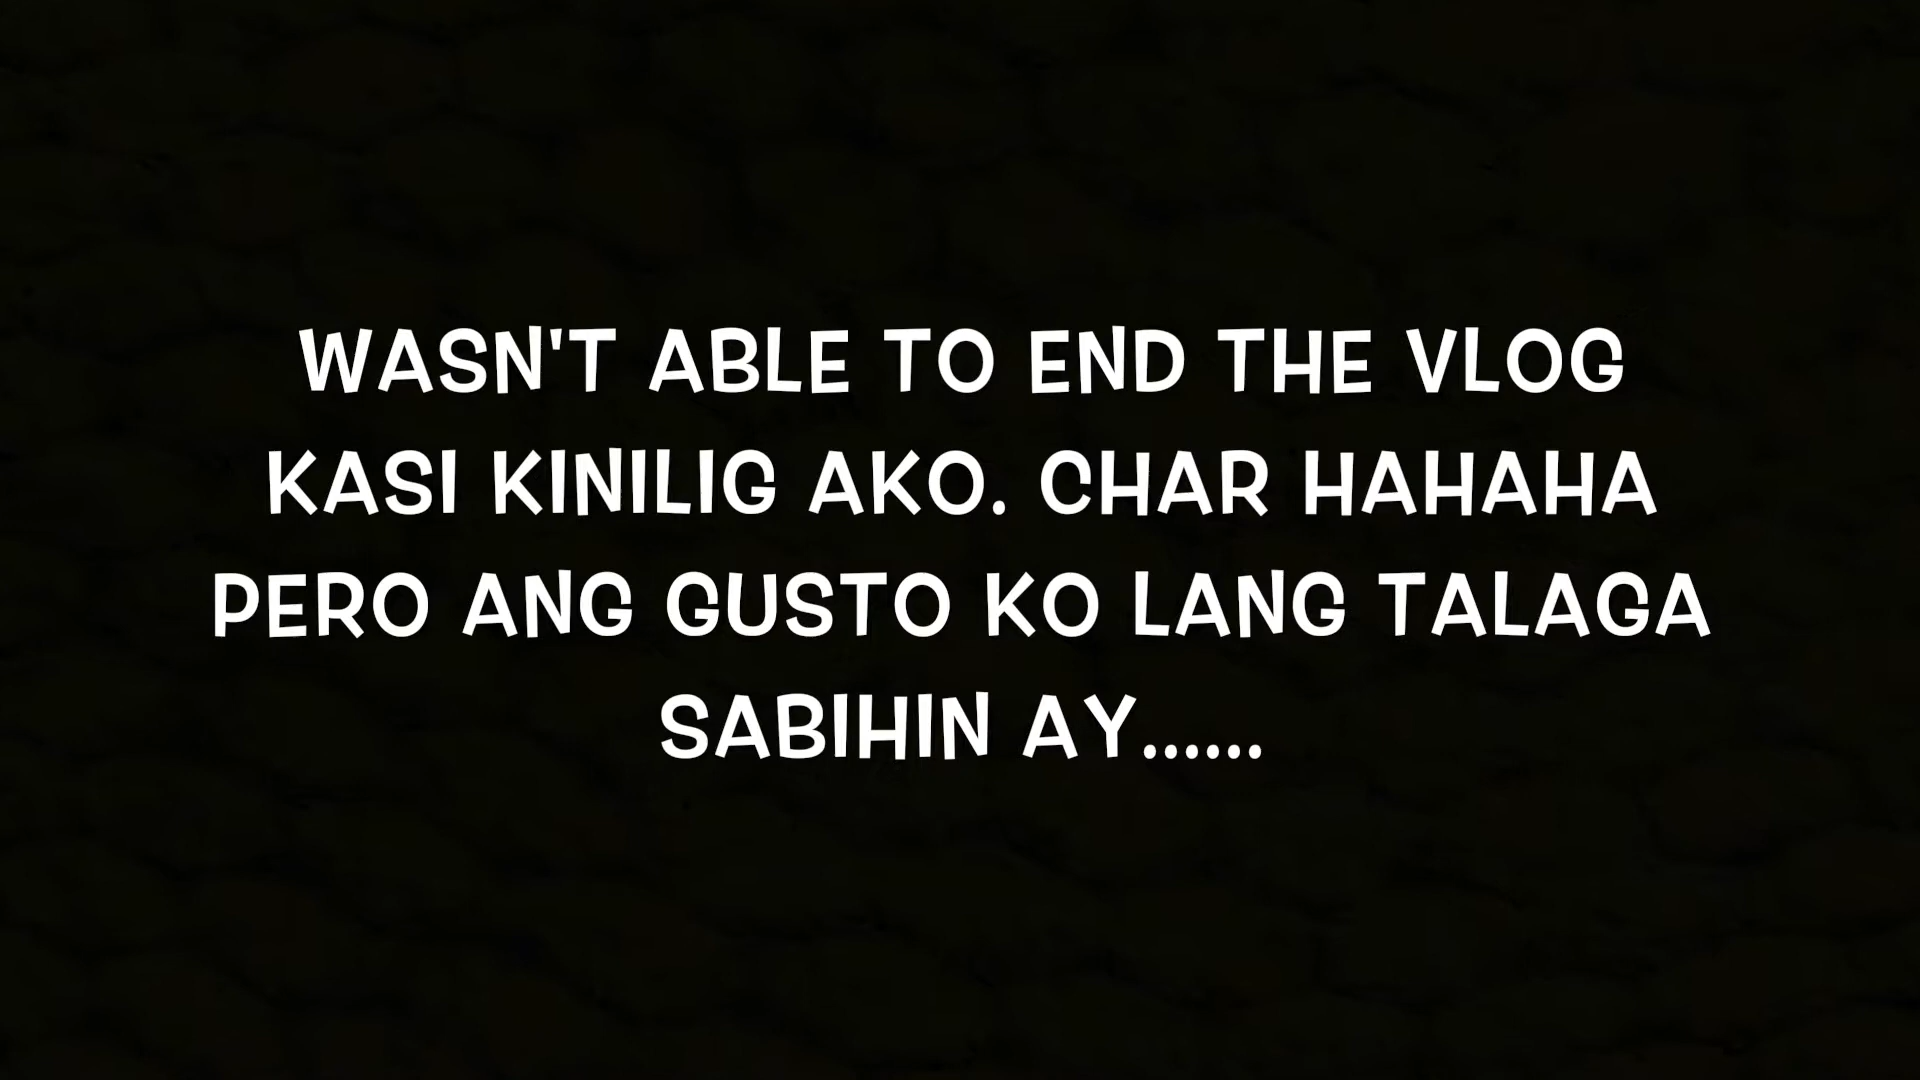 WASN'T ABLE TO END THE VLOG
KASI KINILIG AKO. CHAR HAHAHA
PERO ANG GUSTO KO LANG TALAGA
SABIHIN AY......